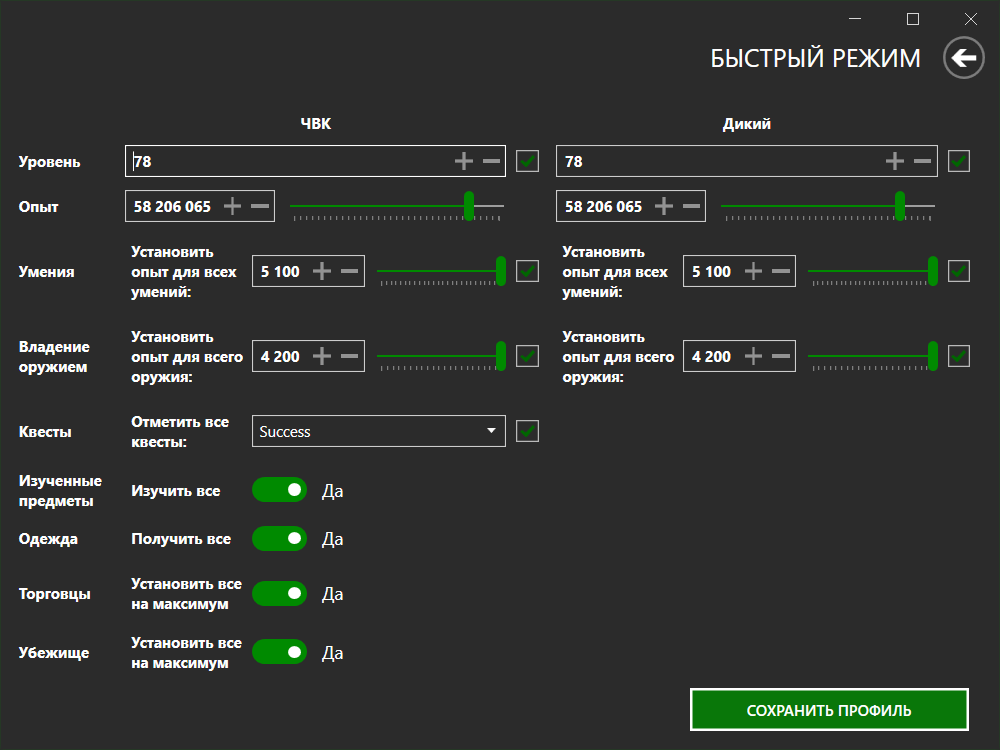 БЫСТРЫЙ РЕЖИМ
ЧВК
Дикий
Уровень
78
78
Опыт
58 206 065
58 206 065
Умения
Установить
опыт для всех
умений:
5 100
Установить
опыт для всех
умений:
5 100
Владение
оружием
Установить
опыт для всего
оружия:
4 200
Установить
опыт для всего
оружия:
4 200
Квесты
Отметить все
квесты:
Success
Изученные
предметы
Изучить все
Да
Одежда
Получить все
Да
Торговцы
Установить все
на максимум
Да
Убежище
Установить все
на максимум
Да
СОХРАНИТЬ ПРОФИЛЬ